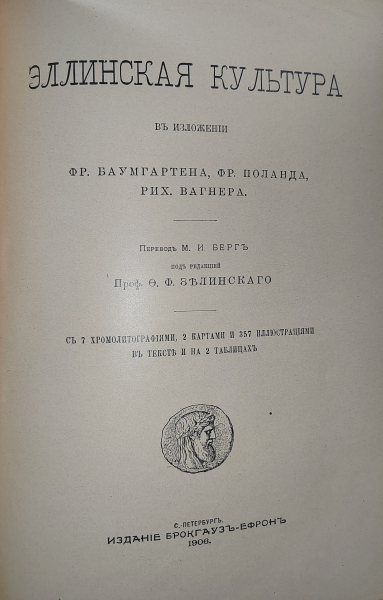 ЭЛЛИНСКАЯ КУЛЬТУРА
ВЪ ИЗЛОЖЕНІИ
ФР. БАУМГАРТЕНА, ФР. ПОЛАНДА,
РИХ. ВАГНЕРА.
Переводъ М. И. БЕРГЪ
ПОДЪ РЕДАКЦІЕЙ
Проф. Ѳ. Ф. ЗѢЛИНСКАГО
СЪ 7 ХРОМОЛИТОГРАФІЯМИ, 2 КАРТАМИ И 357 ИЛЛЮСТРАЦІЯМИ
ВЪ ТЕКСТѢ И НА 2 ТАБЛИЦАХЪ
С.-ПЕТЕРБУРГЪ.
ИЗДАНІЕ БРОКГАУЗЪ-ЕФРОНЪ
1906.